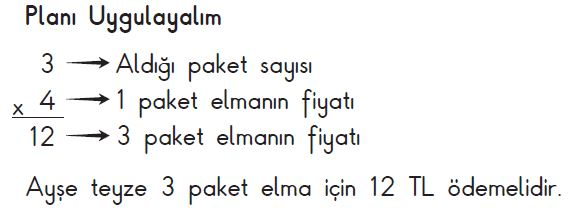 Planı Uygulayalım
3 → Aldığı paket sayısı
x 4 → 1 paket elmanın fiyatı
12 → 3 paket elmanın fiyatı
Ayşe teyze 3 paket elma için 12 TL ödemelidir.